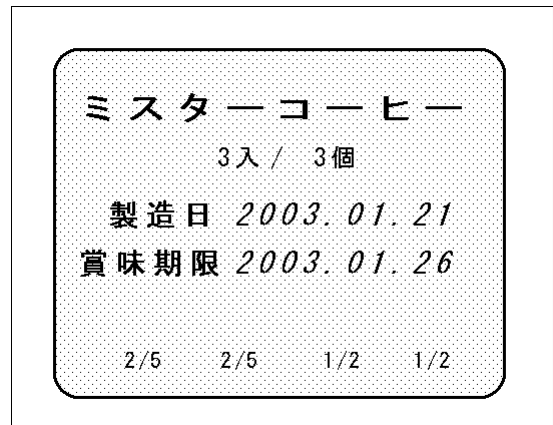 ミスターコーヒー
3入/ 3個
製造日 2003.01.21
賞味期限 2003.01.26
2/5 2/5 1/2 1/2